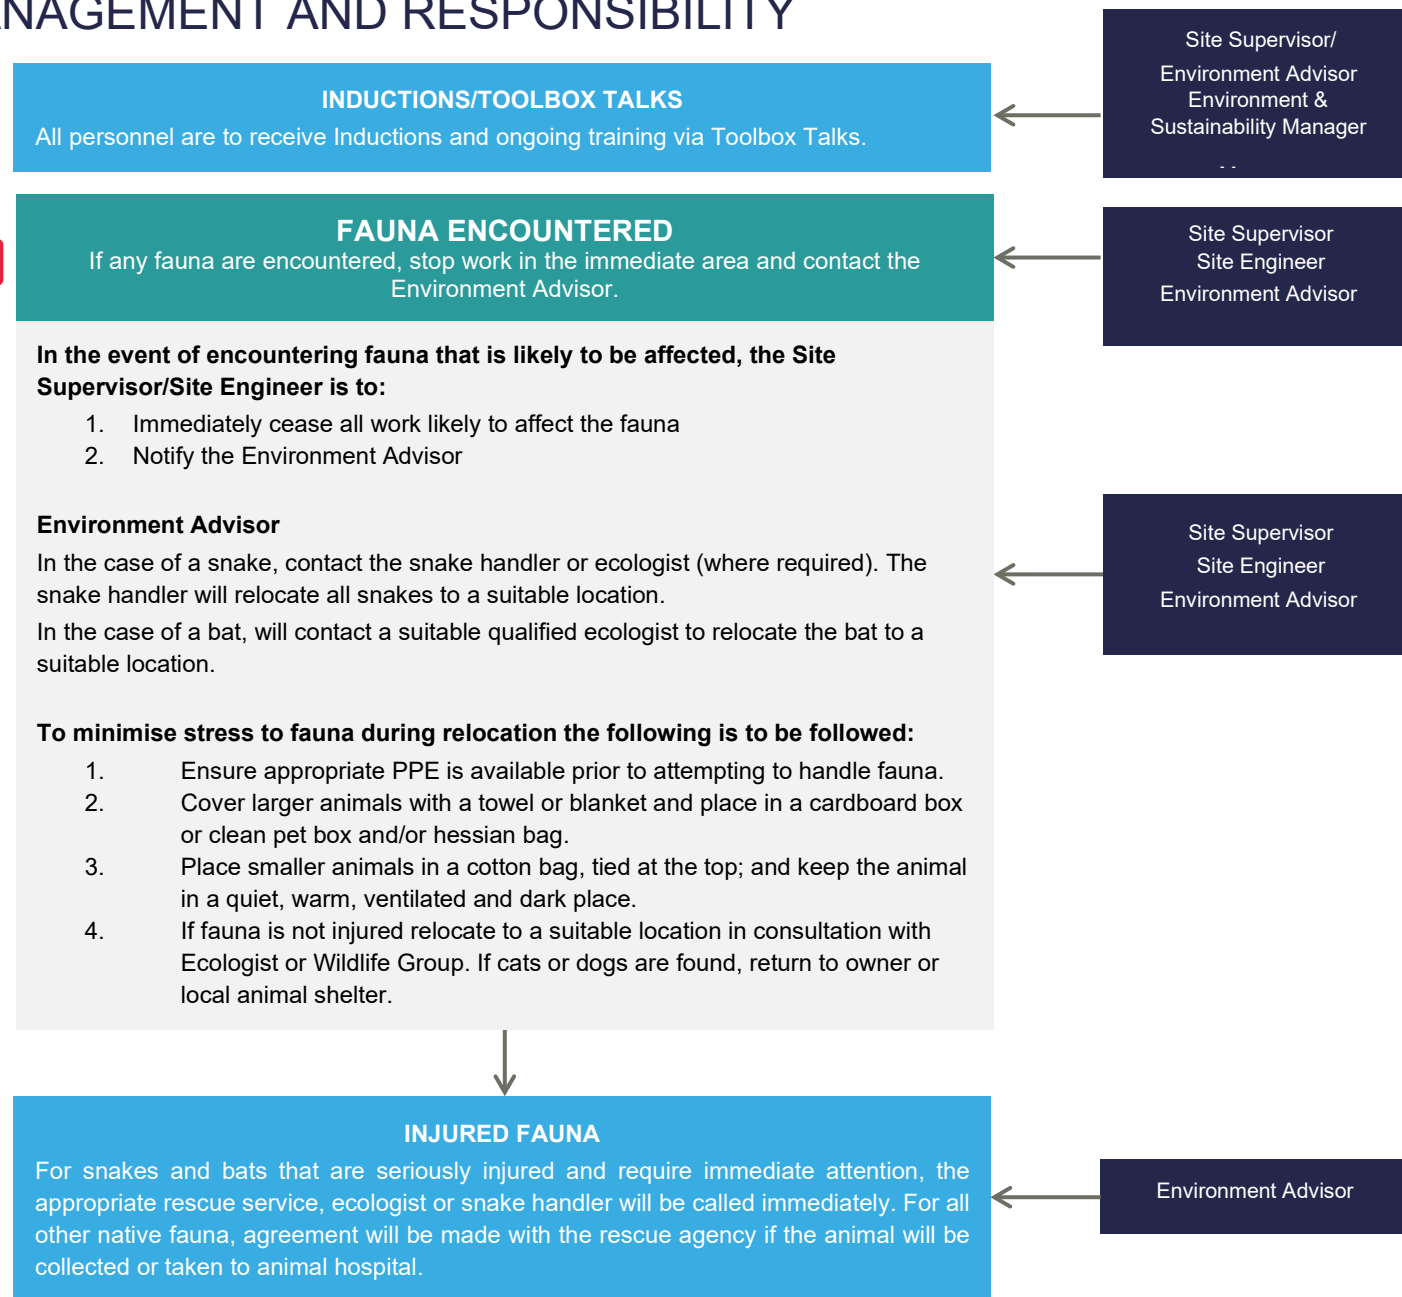 MANAGEMENT AND RESPONSIBILITY
INDUCTIONS/TOOLBOX TALKS
All personnel are to receive Inductions and ongoing training via Toolbox Talks.
Site Supervisor/
Environment Advisor
Environment &
Sustainability Manager
FAUNA ENCOUNTERED
If any fauna are encountered, stop work in the immediate area and contact the
Environment Advisor.
Site Supervisor
Site Engineer
Environment Advisor
In the event of encountering fauna that is likely to be affected, the Site
Supervisor/Site Engineer is to:
1. Immediately cease all work likely to affect the fauna
2. Notify the Environment Advisor
Environment Advisor
In the case of a snake, contact the snake handler or ecologist (where required). The
snake handler will relocate all snakes to a suitable location.
In the case of a bat, will contact a suitable qualified ecologist to relocate the bat to a
suitable location.
To minimise stress to fauna during relocation the following is to be followed:
1. Ensure appropriate PPE is available prior to attempting to handle fauna.
2. Cover larger animals with a towel or blanket and place in a cardboard box
or clean pet box and/or hessian bag.
3. Place smaller animals in a cotton bag, tied at the top; and keep the animal
in a quiet, warm, ventilated and dark place.
4. If fauna is not injured relocate to a suitable location in consultation with
Ecologist or Wildlife Group. If cats or dogs are found, return to owner or
local animal shelter.
Site Supervisor
Site Engineer
Environment Advisor
INJURED FAUNA
For snakes and bats that are seriously injured and require immediate attention, the
appropriate rescue service, ecologist or snake handler will be called immediately. For all
other native fauna, agreement will be made with the rescue agency if the animal will be
collected or taken to animal hospital.
Environment Advisor